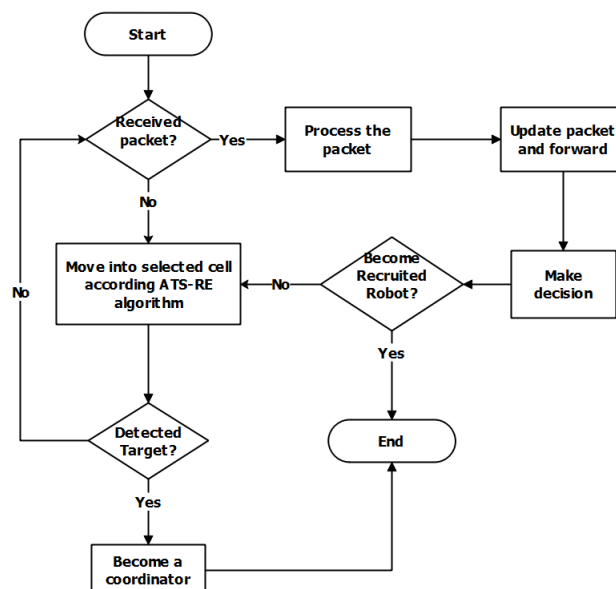 Start
Received
packet?
Yes
Process the
packet
Update packet
and forward
No
Move into selected cell
according ATS-RE
algorithm
No
Become
Recruited
Robot?
Make
decision
No
Yes
Detected
Target?
End
Yes
Become a
coordinator